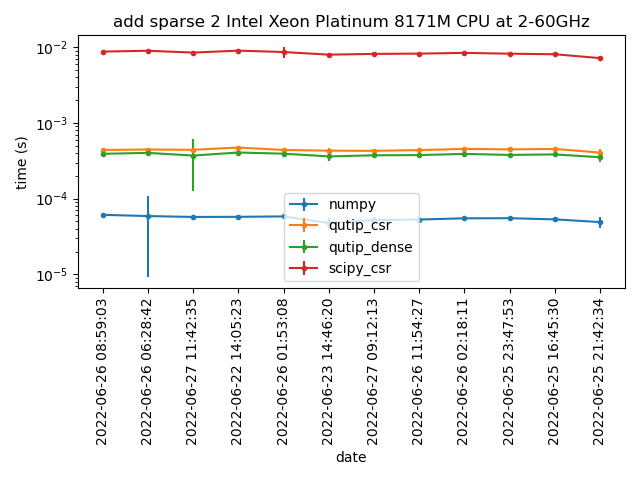 add sparse 2 Intel Xeon Platinum 8171M CPU at 2-60GHz
time (s)
10⁻²
10⁻³
10⁻⁴
10⁻⁵
numpy
qutip_csr
qutip_dense
scipy_csr
2022-06-26 08:59:03
2022-06-26 06:28:42
2022-06-27 11:42:35
2022-06-22 14:05:23
2022-06-26 01:53:08
2022-06-23 14:46:20
2022-06-27 09:12:13
2022-06-26 11:54:27
2022-06-26 02:18:11
2022-06-25 23:47:53
2022-06-25 16:45:30
2022-06-25 21:42:34
date